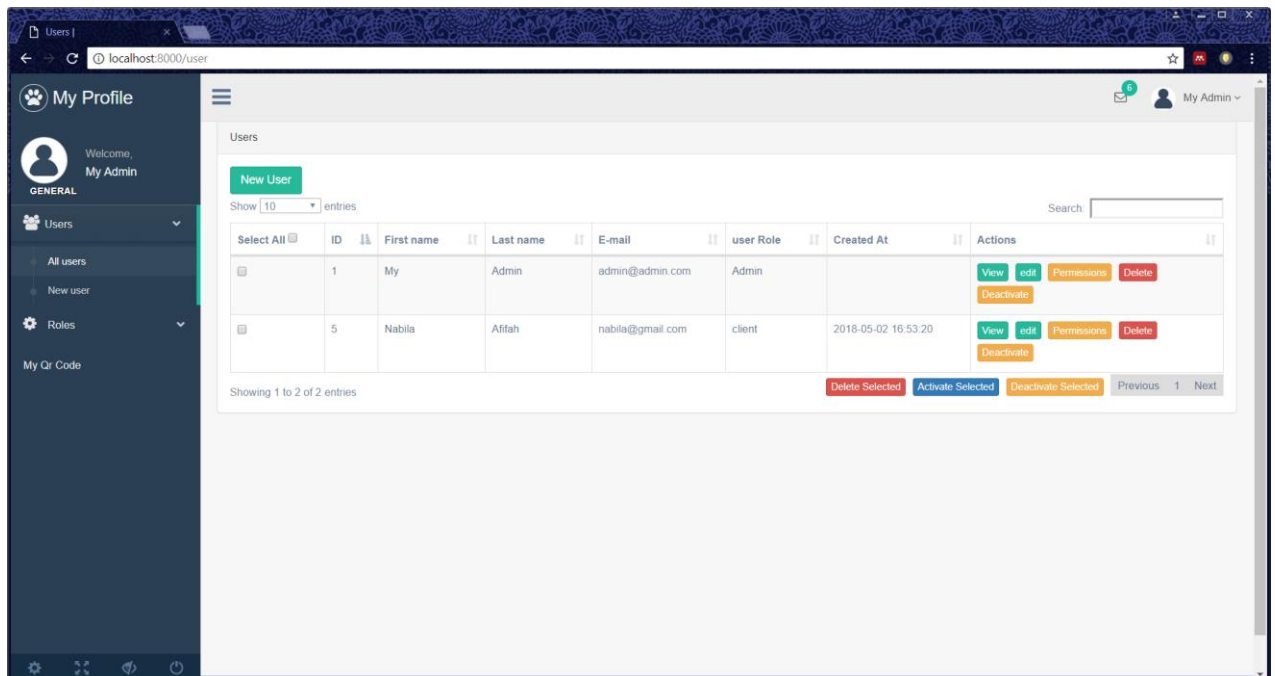 Users |
localhost:8000/user
My Profile
6
My Admin
Welcome,
My Admin
GENERAL
Users
All users
New user
Roles
My Qr Code
Users
New User
Show 10 entries
Search:
Select All ID First name Last name E-mail user Role Created At Actions
1 My Admin admin@admin.com Admin View edit Permissions Delete
Deactivate
5 Nabila Afifah nabila@gmail.com client 2018-05-02 16:53:20 View edit Permissions Delete
Deactivate
Showing 1 to 2 of 2 entries
Delete Selected Activate Selected Deactivate Selected Previous 1 Next